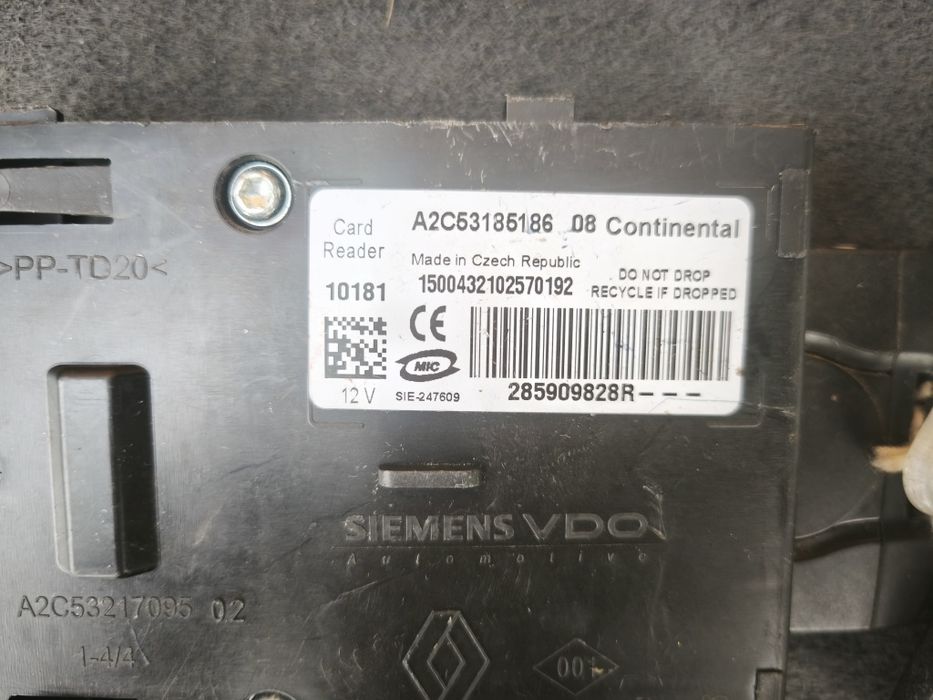 Card
Reader
A2C53185186 08 Continental
Made in Czech Republic
DO NOT DROP
RECYCLE IF DROPPED
10181
1500432102570192
CE
MIC
12 V
SIE-247609
285909828R---
>PP-TD20<
SIEMENS VDO
Automotive
A2C53217095 02
1-4/4